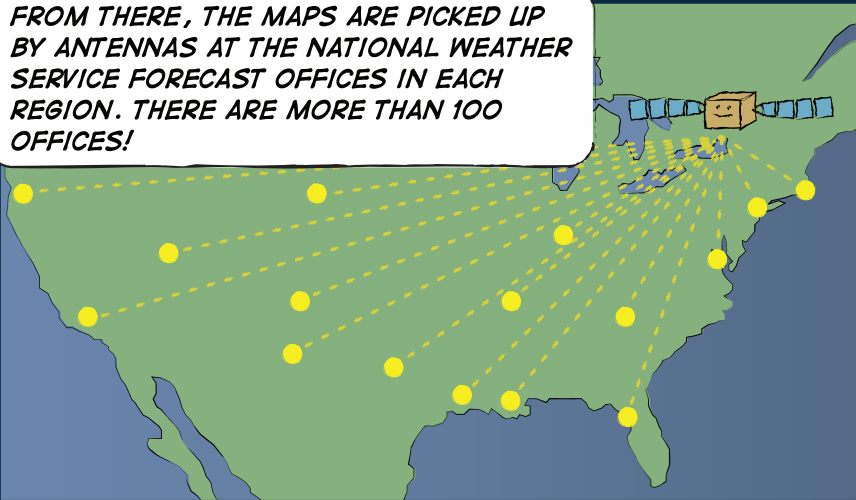 FROM THERE, THE MAPS ARE PICKED UP
BY ANTENNAS AT THE NATIONAL WEATHER
SERVICE FORECAST OFFICES IN EACH
REGION. THERE ARE MORE THAN 100
OFFICES!